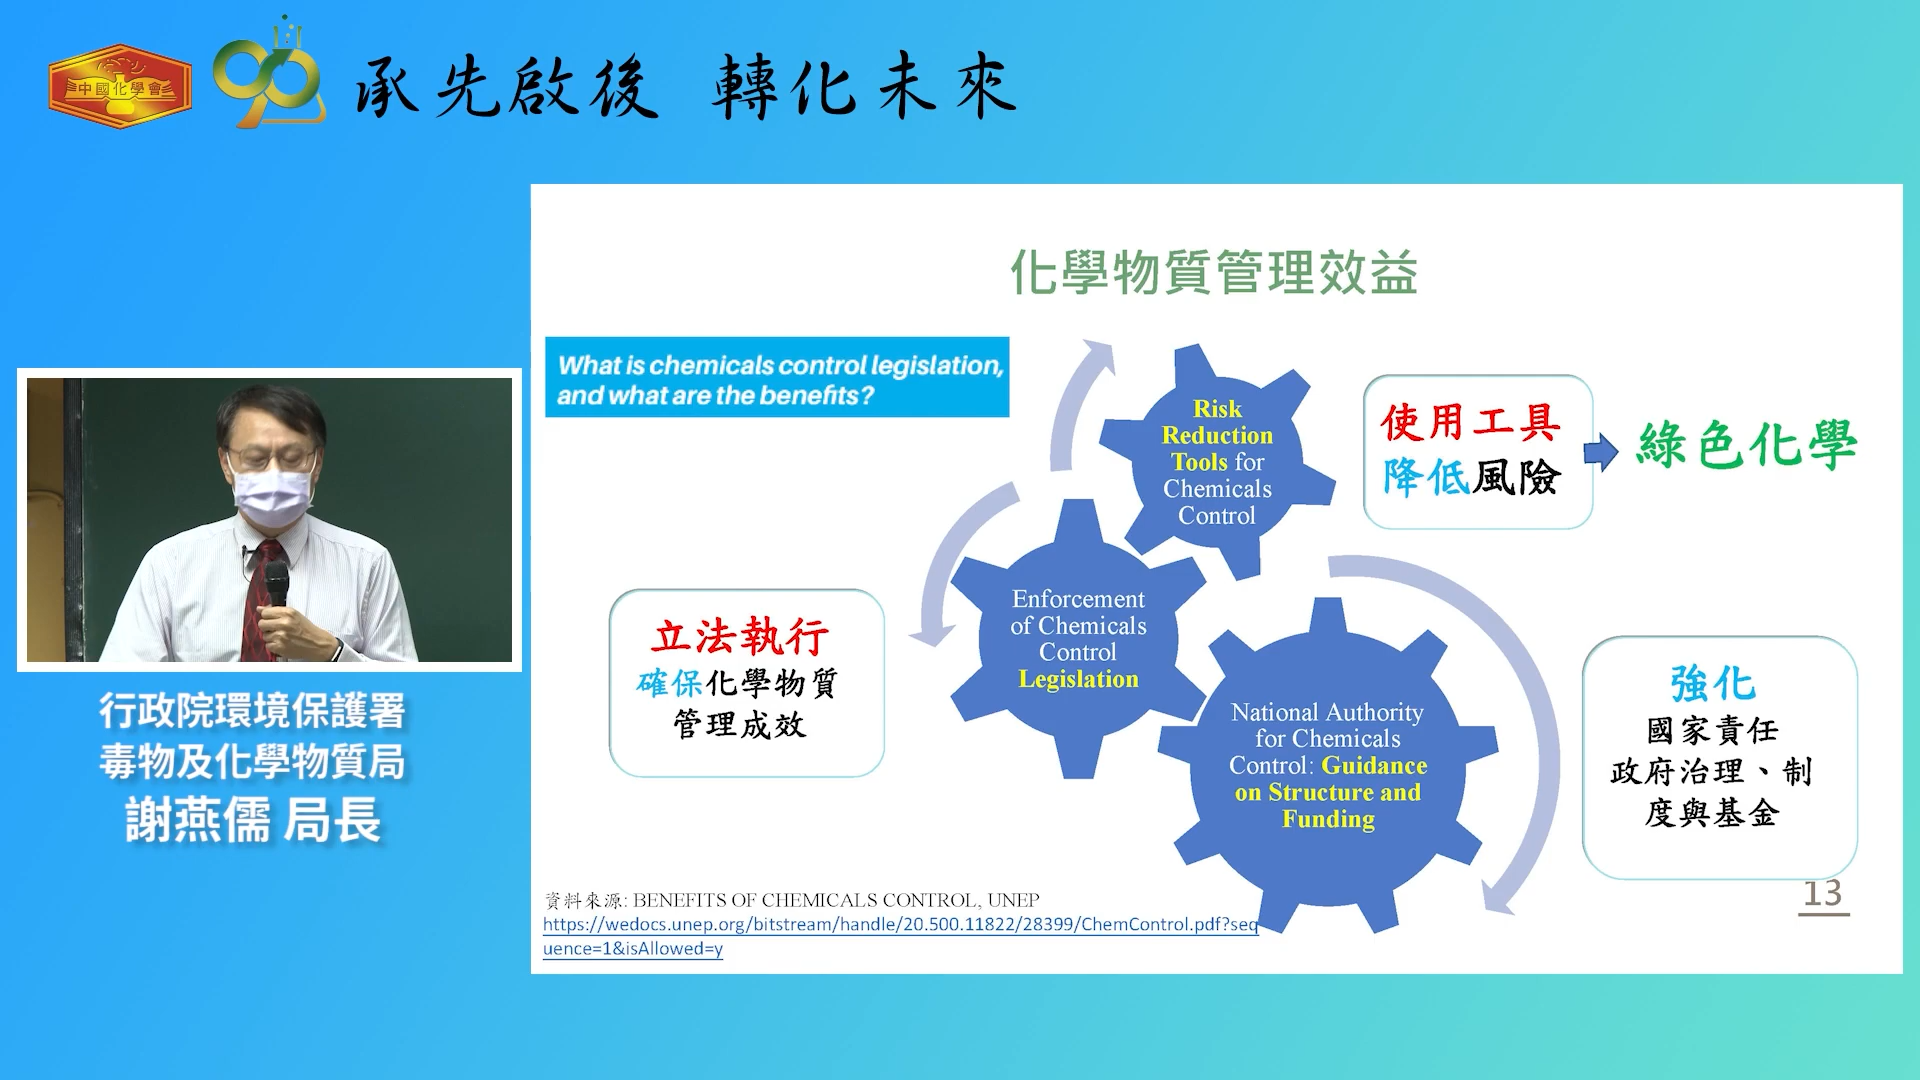 中國化學會
90
承先啟後 轉化未來
化學物質管理效益
What is chemicals control legislation,
and what are the benefits?
Risk
Reduction
Tools for
Chemicals
Control
使用工具
降低風險
綠色化學
Enforcement
of Chemicals
Control
Legislation
立法執行
確保化學物質
管理成效
National Authority
for Chemicals
Control: Guidance
on Structure and
Funding
強化
國家責任
政府治理、制
度與基金
行政院環境保護署
毒物及化學物質局
謝燕儒 局長
資料來源: BENEFITS OF CHEMICALS CONTROL, UNEP
https://wedocs.unep.org/bitstream/handle/20.500.11822/28399/ChemControl.pdf?seq
uence=1&isAllowed=y
13